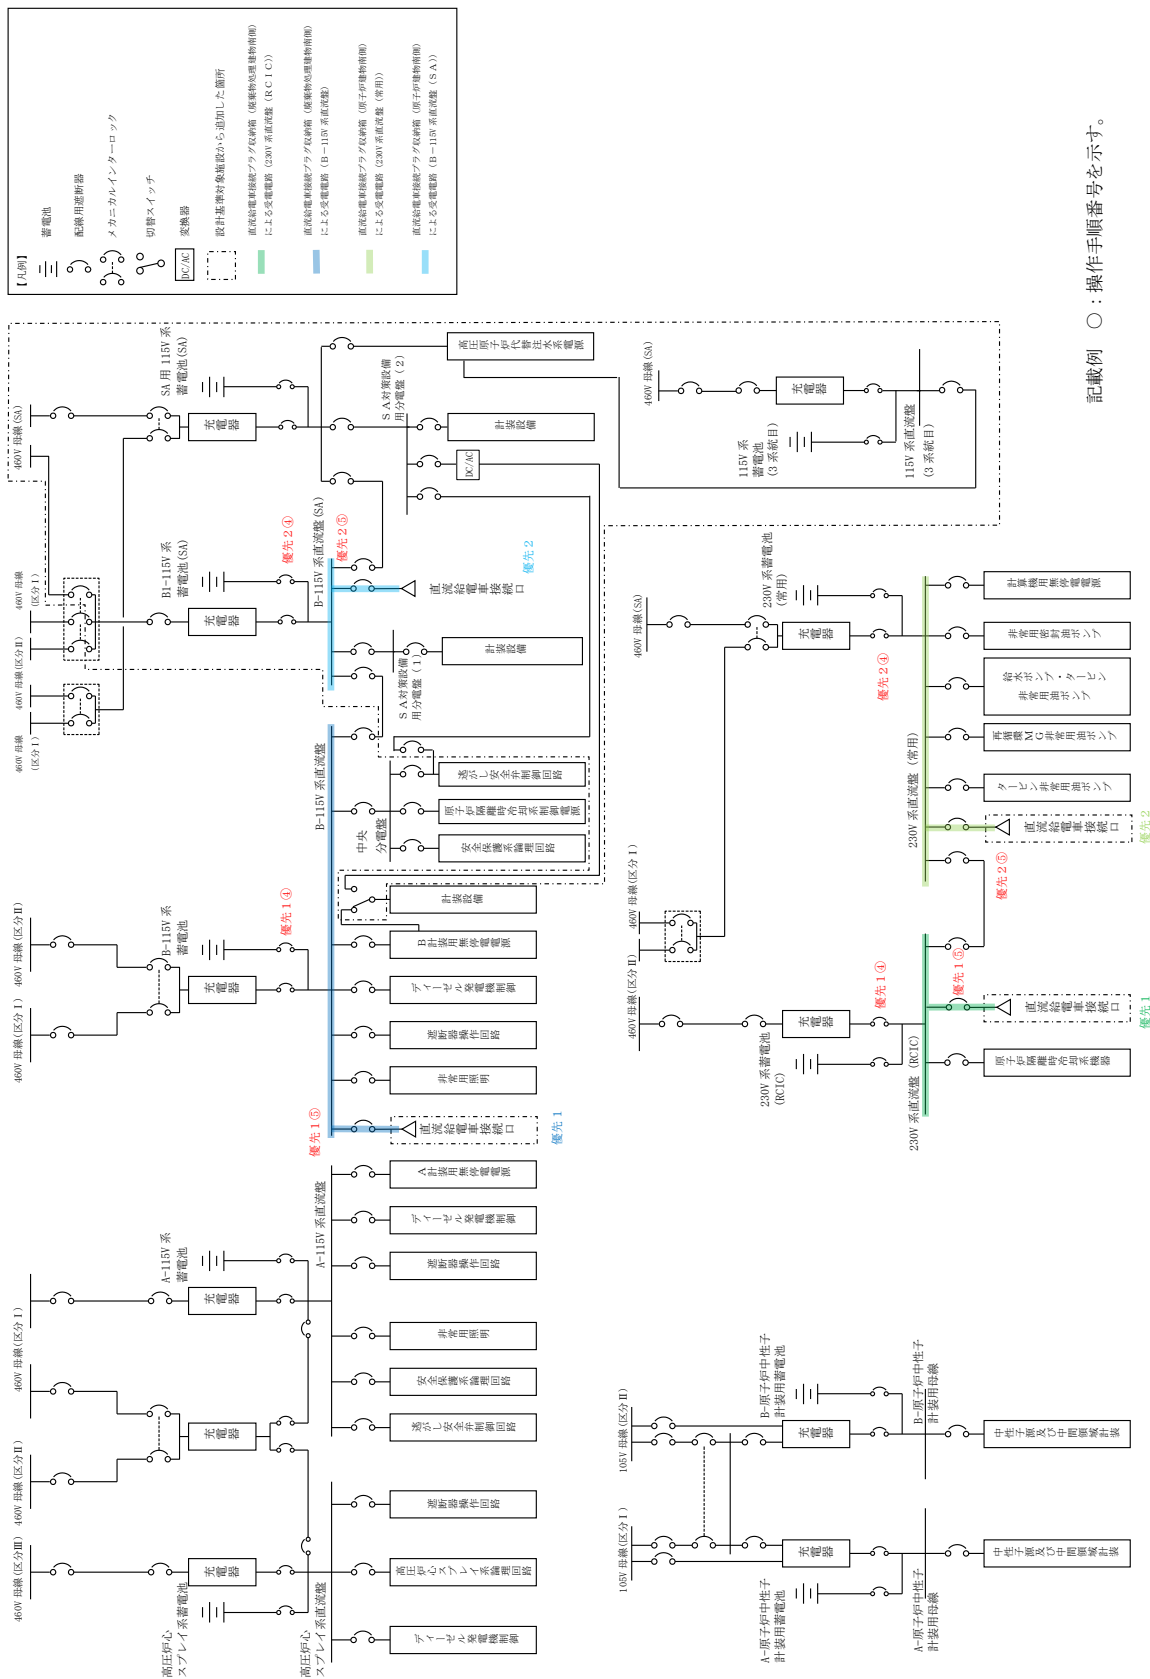 【凡例】
蓄電池
配線用遮断器
メカニカルインターロック
切替スイッチ
DC/AC
変換器
設計基準対象施設から追加した箇所
直流給電車接続プラグ収納箱（廃棄物処理建物南側）
による受電電路（230V系直流盤（RCIC））
直流給電車接続プラグ収納箱（廃棄物処理建物南側）
による受電電路（B－115V系直流盤）
直流給電車接続プラグ収納箱（原子炉建物南側）
による受電電路（230V系直流盤（常用））
直流給電車接続プラグ収納箱（原子炉建物南側）
による受電電路（B－115V系直流盤（SA））
460V母線(区分Ⅲ)
460V母線(区分Ⅱ)
460V母線(区分Ⅰ)
高圧炉心
スプレイ系蓄電池
充電器
充電器
充電器
A-115V系
蓄電池
高圧炉心
スプレイ系直流盤
A-115V系直流盤
ディーゼル発電機制御
高圧炉心スプレイ系論理回路
遮断器操作回路
逃がし安全弁制御回路
安全保護系論理回路
非常用照明
遮断器操作回路
ディーゼル発電機制御
A計装用無停電電源
460V母線(区分Ⅰ)
460V母線(区分Ⅱ)
充電器
B-115V系
蓄電池
優先1④
優先1⑤
B-115V系直流盤
直流給電車接続口
優先1
非常用照明
遮断器操作回路
ディーゼル発電機制御
B計装用無停電電源
計装設備
中央
分電盤
安全保護系論理回路
原子炉隔離時冷却系制御電源
逃がし安全弁制御回路
460V母線
(区分Ⅰ)
460V母線(区分Ⅱ)
460V母線(区分Ⅱ)
460V母線
(区分Ⅰ)
460V母線(SA)
充電器
B1-115V系
蓄電池(SA)
優先2④
優先2⑤
B-115V系直流盤(SA)
SA対策設備
用分電盤（1）
計装設備
直流給電車接続口
優先2
充電器
SA用115V系
蓄電池(SA)
SA対策設備
用分電盤（2）
DC/AC
計装設備
高圧原子炉代替注水系電源
460V母線(SA)
充電器
115V系
蓄電池
(3系統目)
115V系直流盤
(3系統目)
105V母線(区分Ⅰ)
105V母線(区分Ⅱ)
A-原子炉中性子
計装用蓄電池
充電器
B-原子炉中性子
計装用蓄電池
充電器
A-原子炉中性子
計装用母線
B-原子炉中性子
計装用母線
中性子源及び中間領域計装
中性子源及び中間領域計装
460V母線(区分Ⅱ)
460V母線(区分Ⅰ)
460V母線(SA)
230V系蓄電池
(RCIC)
充電器
優先1④
優先1⑤
230V系直流盤（RCIC）
原子炉隔離時冷却系機器
直流給電車接続口
優先1
充電器
230V系蓄電池
(常用)
優先2④
優先2⑤
230V系直流盤（常用）
直流給電車接続口
優先2
タービン非常用油ポンプ
再循環MG非常用油ポンプ
給水ポンプ・タービン
非常用油ポンプ
非常用密封油ポンプ
計算機用無停電電源
記載例　○：操作手順番号を示す。